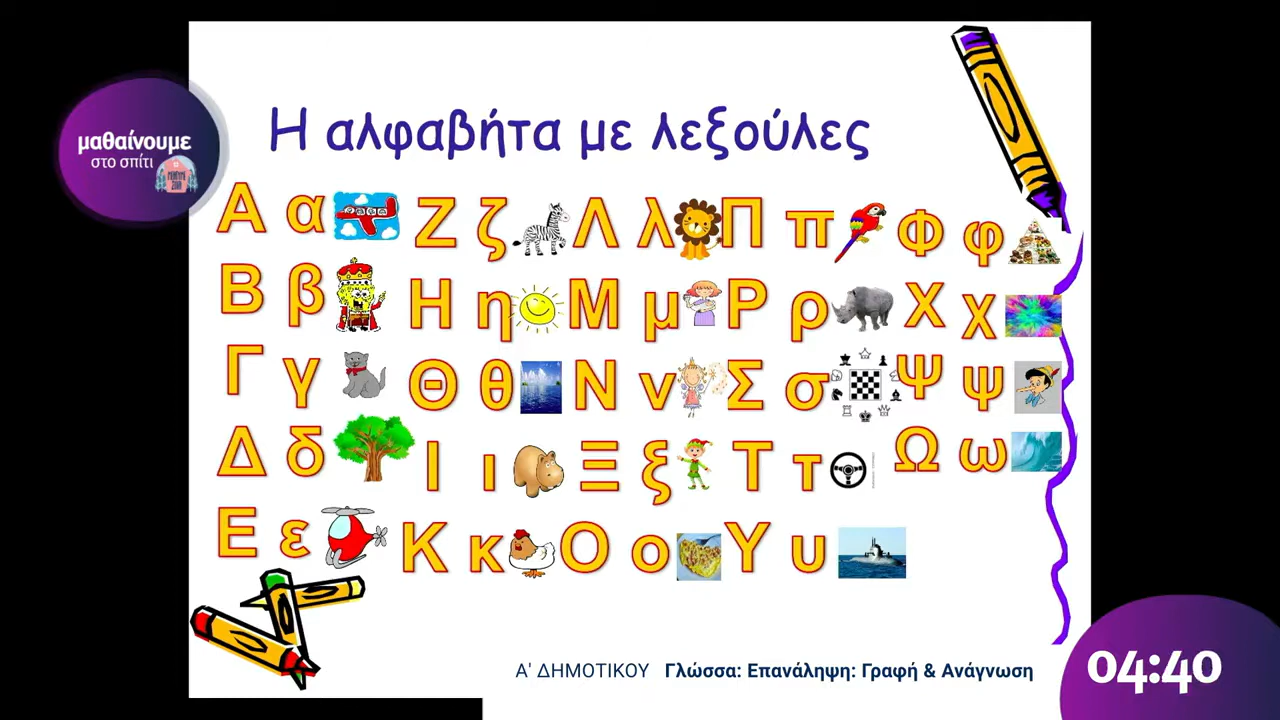 Η αλφαβήτα με λεξούλες
μαθαίνουμε
στο σπίτι
Α α Ζ ζ Λ λ Π π Φ φ
Β β Η η Μ μ Ρ ρ Χ χ
Γ γ Θ θ Ν ν Σ σ Ψ ψ
Δ δ Ι ι Ξ ξ Τ τ Ω ω
Ε ε Κ κ Ο ο Υ υ
Α' ΔΗΜΟΤΙΚΟΥ Γλώσσα: Επανάληψη: Γραφή & Ανάγνωση
04:40